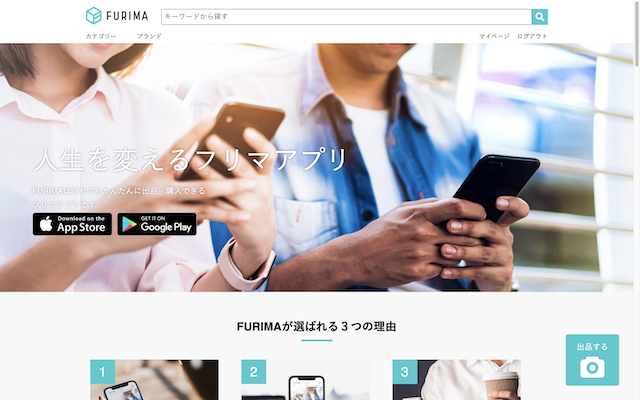 FURIMA
キーワードから探す
カテゴリー ブランド マイページ ログアウト
人生を変えるフリマアプリ
FURIMAは誰でもかんたんに出品・購入できる
フリマアプリです
Download on the
App Store
GET IT ON
Google Play
FURIMAが選ばれる３つの理由
出品する
1 2 3